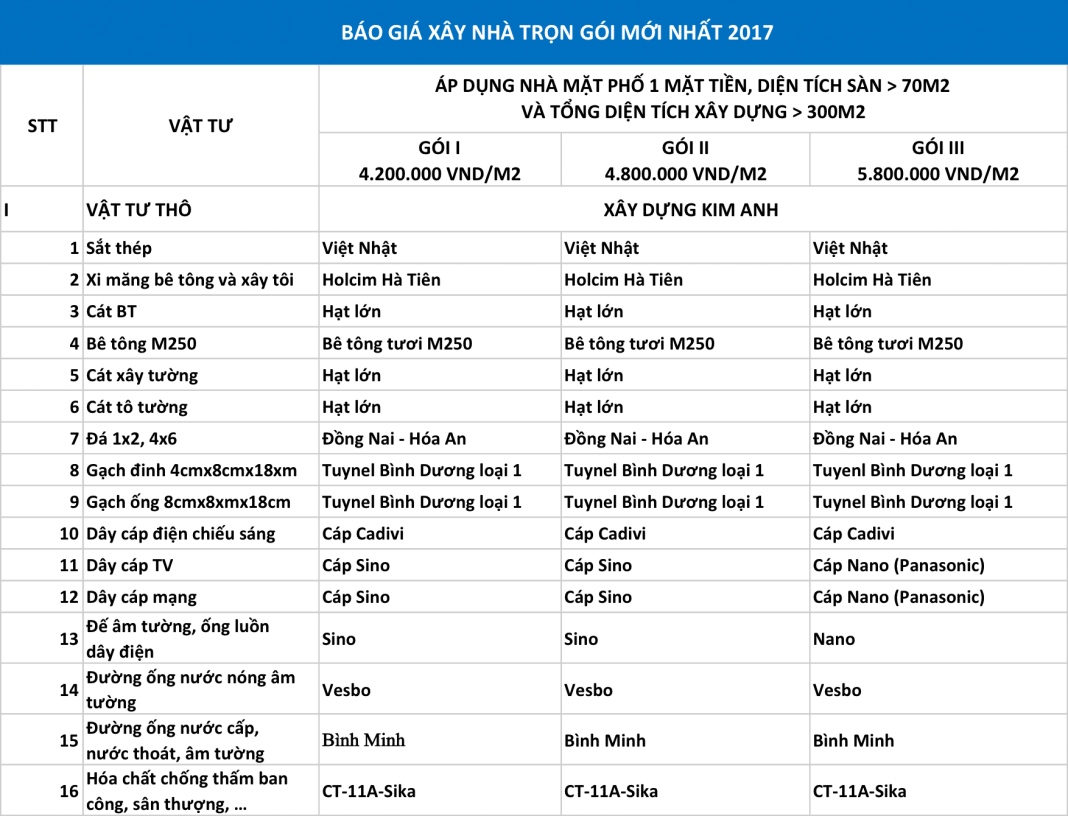 BÁO GIÁ XÂY NHÀ TRỌN GÓI MỚI NHẤT 2017
STT
VẬT TƯ
ÁP DỤNG NHÀ MẶT PHỐ 1 MẶT TIỀN, DIỆN TÍCH SÀN > 70M2
VÀ TỔNG DIỆN TÍCH XÂY DỰNG > 300M2
GÓI I
4.200.000 VND/M2
GÓI II
4.800.000 VND/M2
GÓI III
5.800.000 VND/M2
I VẬT TƯ THÔ XÂY DỰNG KIM ANH
1 Sắt thép Việt Nhật Việt Nhật Việt Nhật
2 Xi măng bê tông và xây tôi Holcim Hà Tiên Holcim Hà Tiên Holcim Hà Tiên
3 Cát BT Hạt lớn Hạt lớn Hạt lớn
4 Bê tông M250 Bê tông tươi M250 Bê tông tươi M250 Bê tông tươi M250
5 Cát xây tường Hạt lớn Hạt lớn Hạt lớn
6 Cát tô tường Hạt lớn Hạt lớn Hạt lớn
7 Đá 1x2, 4x6 Đồng Nai - Hóa An Đồng Nai - Hóa An Đồng Nai - Hóa An
8 Gạch đinh 4cmx8cmx18xm Tuynel Bình Dương loại 1 Tuynel Bình Dương loại 1 Tuyenl Bình Dương loại 1
9 Gạch ống 8cmx8xmx18cm Tuynel Bình Dương loại 1 Tuynel Bình Dương loại 1 Tuynel Bình Dương loại 1
10 Dây cáp điện chiếu sáng Cáp Cadivi Cáp Cadivi Cáp Cadivi
11 Dây cáp TV Cáp Sino Cáp Sino Cáp Nano (Panasonic)
12 Dây cáp mạng Cáp Sino Cáp Sino Cáp Nano (Panasonic)
13 Đế âm tường, ống luồn
dây điện
Sino Sino Nano
14 Đường ống nước nóng âm
tường
Vesbo Vesbo Vesbo
15 Đường ống nước cấp,
nước thoát, âm tường
Bình Minh Bình Minh Bình Minh
16 Hóa chất chống thấm ban
công, sân thượng, ...
CT-11A-Sika CT-11A-Sika CT-11A-Sika